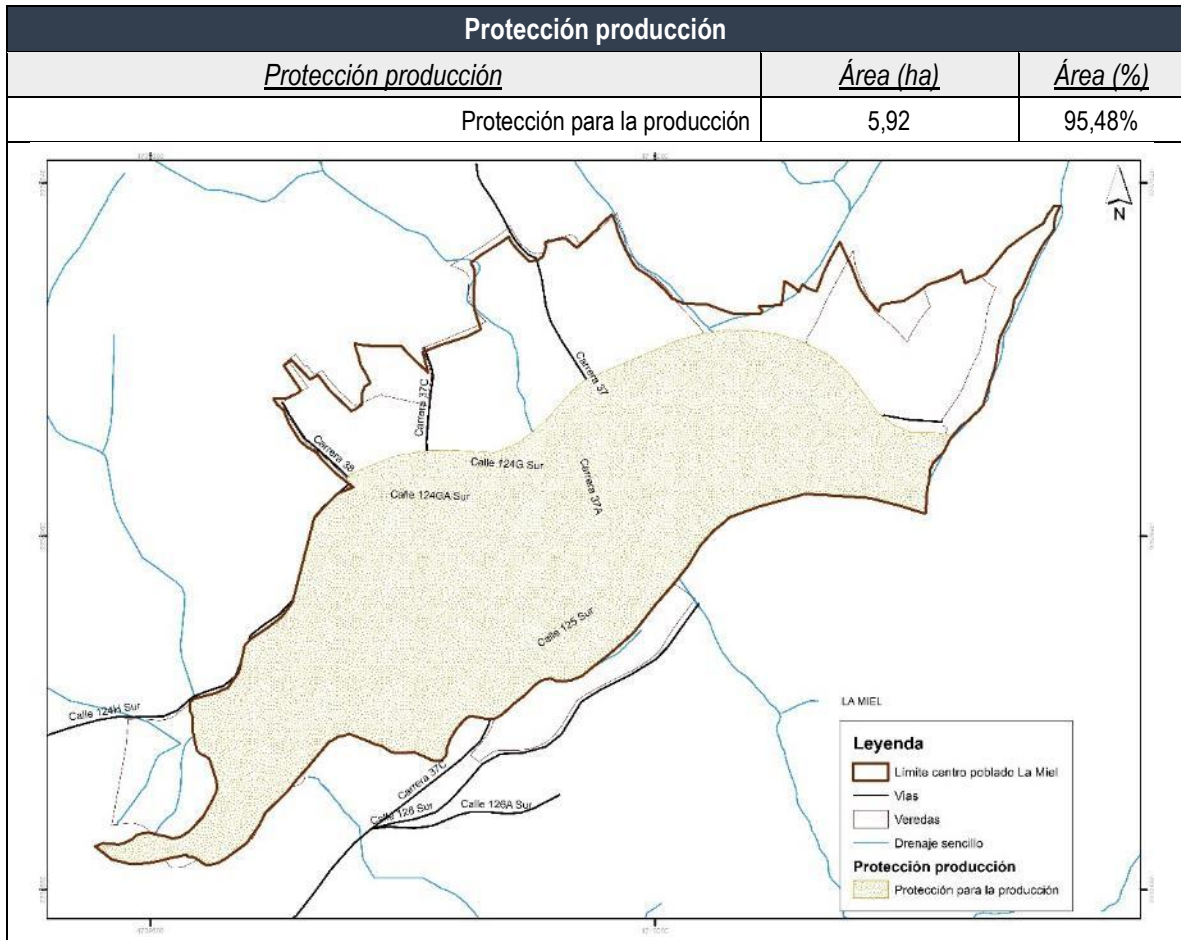 Protección producción
Protección producción Área (ha) Área (%)
Protección para la producción 5,92 95,48%
N
Carrera 37
Carrera 37C
Carrera 38
Calle 124G Sur
Calle 124GA Sur
Carrera 37A
Calle 125 Sur
Calle 124H Sur
LA MIEL
Carrera 37C
Calle 126 Sur
Calle 126A Sur
Leyenda
Límite centro poblado La Miel
Vías
Veredas
Drenaje sencillo
Protección producción
Protección para la producción